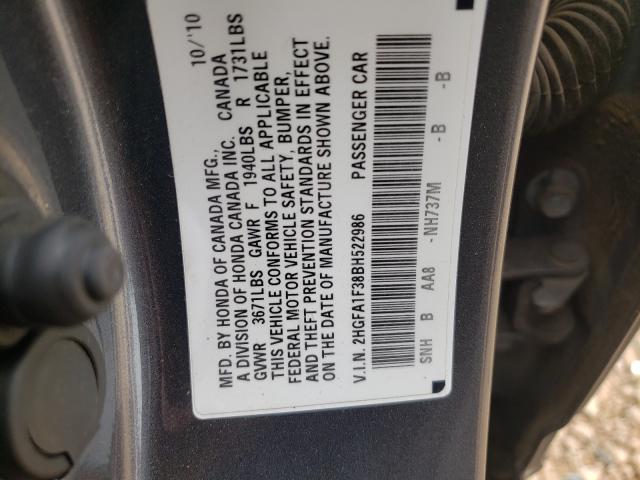 MFD. BY HONDA OF CANADA MFG., 10/'10
A DIVISION OF HONDA CANADA INC. CANADA
GVWR 3671LBS GAWR F 1940LBS R 1731LBS
THIS VEHICLE CONFORMS TO ALL APPLICABLE
FEDERAL MOTOR VEHICLE SAFETY, BUMPER,
AND THEFT PREVENTION STANDARDS IN EFFECT
ON THE DATE OF MANUFACTURE SHOWN ABOVE.
V.I.N. 2HGFA1F38BH522986 PASSENGER CAR
SNH B AA8 -NH737M -B -B